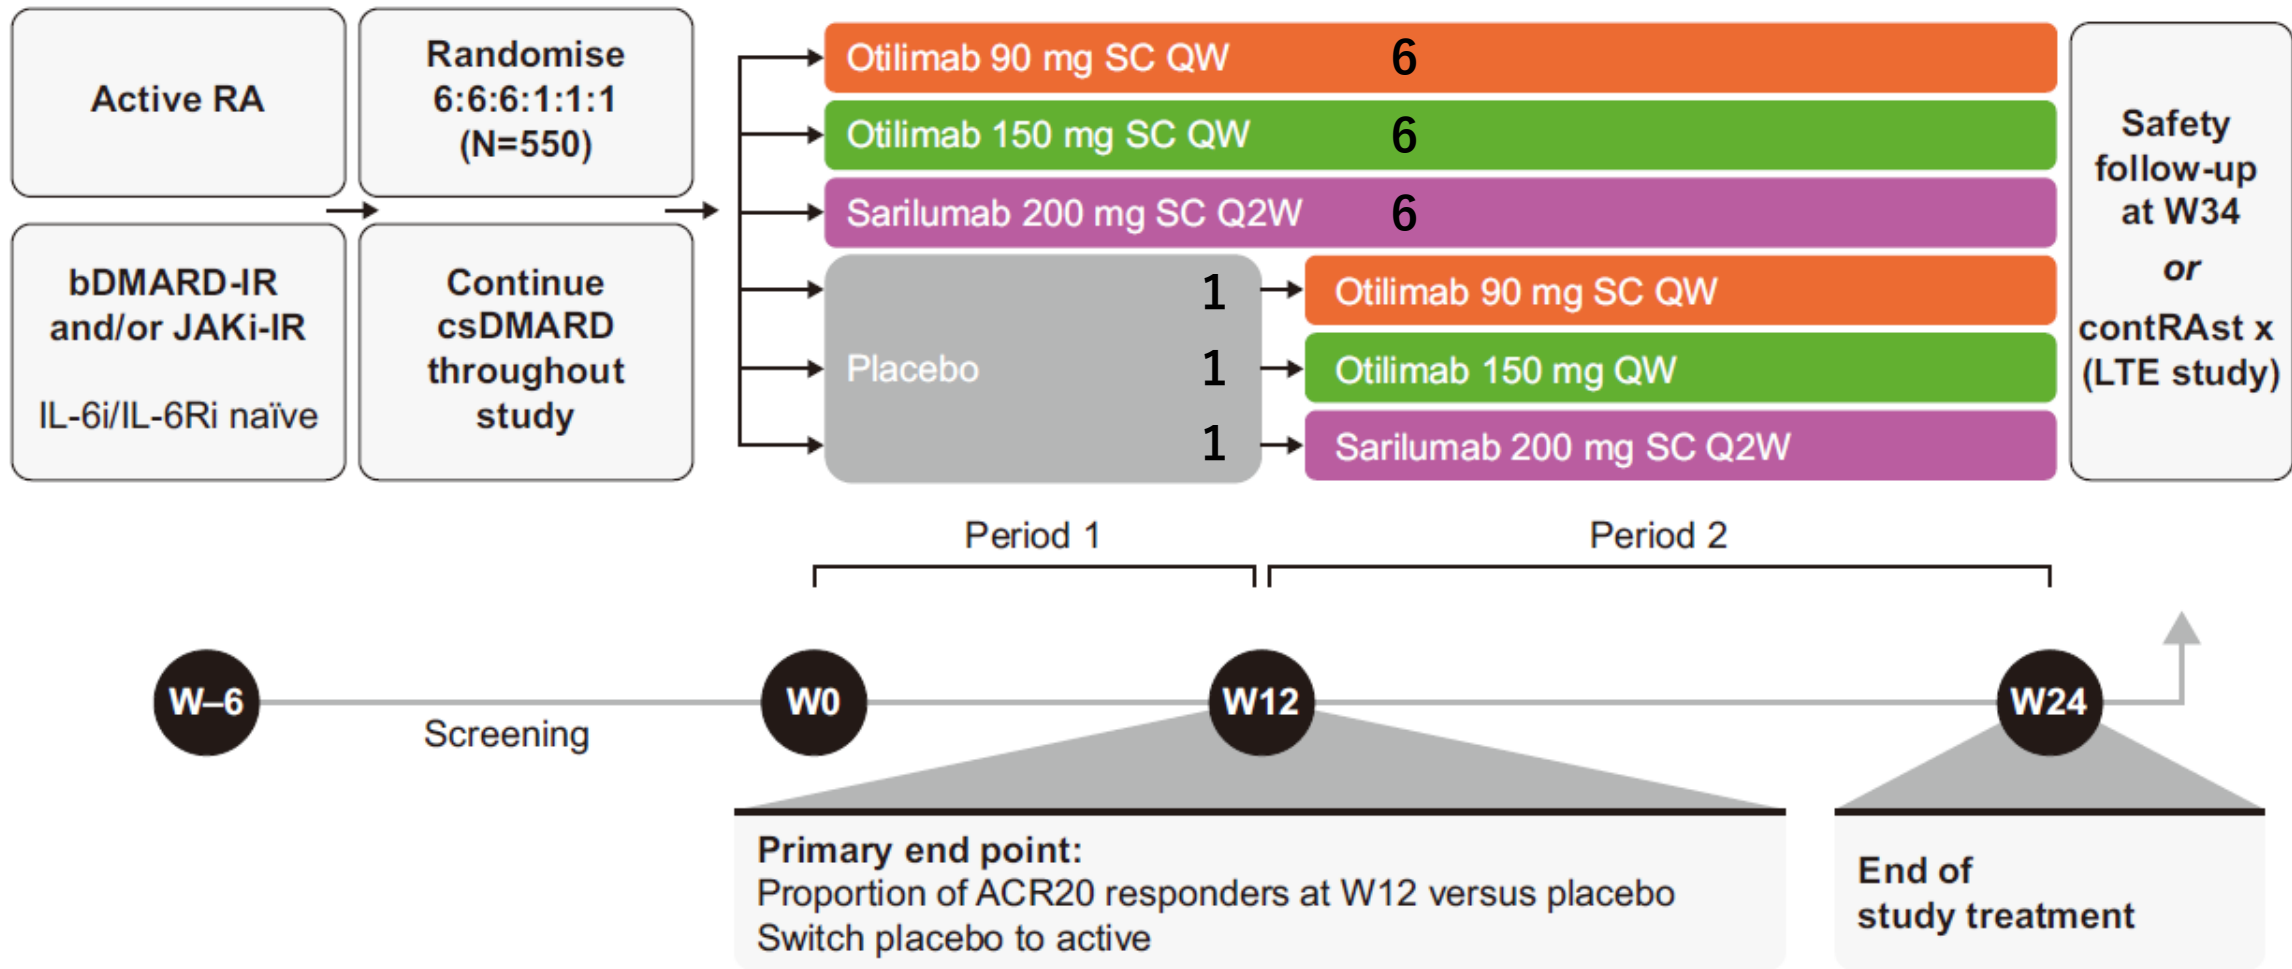 Active RA
bDMARD-IR
and/or JAKi-IR
IL-6i/IL-6Ri naïve
Randomise
6:6:6:1:1:1
(N=550)
Continue
csDMARD
throughout
study
Otilimab 90 mg SC QW 6
Otilimab 150 mg SC QW 6
Sarilumab 200 mg SC Q2W 6
Placebo
1
1
1
Otilimab 90 mg SC QW
Otilimab 150 mg QW
Sarilumab 200 mg SC Q2W
Safety
follow-up
at W34
or
contRAst x
(LTE study)
Period 1
Period 2
W–6
Screening
W0
W12
W24
Primary end point:
Proportion of ACR20 responders at W12 versus placebo
Switch placebo to active
End of
study treatment